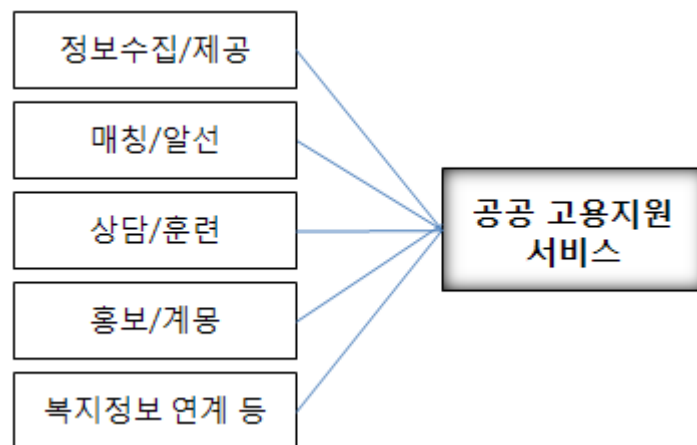 정보수집/제공
매칭/알선
상담/훈련
홍보/계몽
복지정보 연계 등
공공 고용지원
서비스